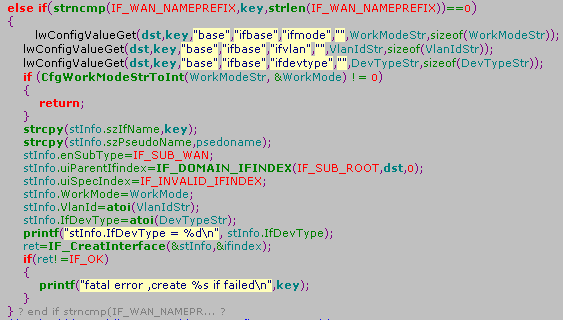 else if(strncmp(IF_WAN_NAMEPREFIX,key,strlen(IF_WAN_NAMEPREFIX))==0)
{
lwConfigValueGet(dst,key,"base","ifbase","ifmode","",WorkModeStr,sizeof(WorkModeStr));
lwConfigValueGet(dst,key,"base","ifbase","ifvlan","",VlanIdStr,sizeof(VlanIdStr));
lwConfigValueGet(dst,key,"base","ifbase","ifdevtype","",DevTypeStr,sizeof(DevTypeStr));
if (CfgWorkModeStrToInt(WorkModeStr, &WorkMode) != 0)
{
return;
}
strcpy(stInfo.szIfName,key);
strcpy(stInfo.szPseudoName,psedoname);
stInfo.enSubType=IF_SUB_WAN;
stInfo.uiParentIfindex=IF_DOMAIN_IFINDEX(IF_SUB_ROOT,dst,0);
stInfo.uiSpecIndex=IF_INVALID_IFINDEX;
stInfo.WorkMode=WorkMode;
stInfo.VlanId=atoi(VlanIdStr);
stInfo.IfDevType=atoi(DevTypeStr);
printf("stInfo.IfDevType = %d\n", stInfo.IfDevType);
ret=IF_CreatInterface(&stInfo,&ifindex);
if(ret!=IF_OK)
{
printf("fatal error ,create %s if failed\n",key);
}
} ? end if strncmp(IF_WAN_NAMEPR... ?